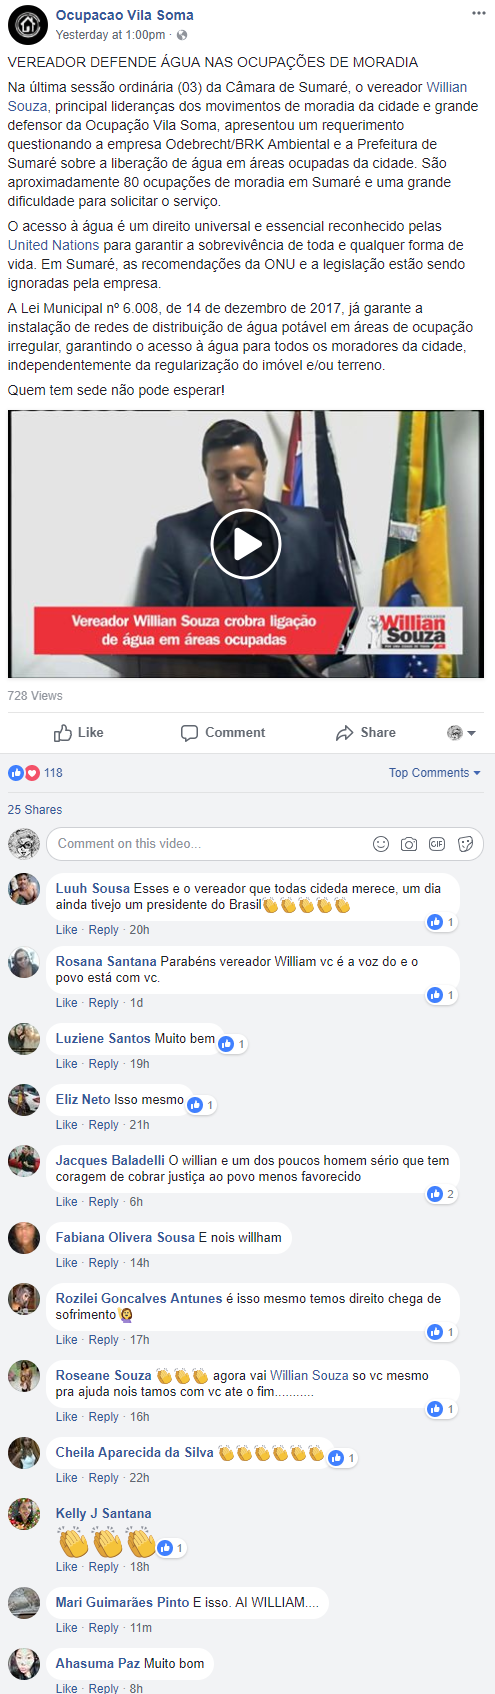 Ocupacao Vila Soma
Yesterday at 1:00pm ·
VEREADOR DEFENDE ÁGUA NAS OCUPAÇÕES DE MORADIA
Na última sessão ordinária (03) da Câmara de Sumaré, o vereador Willian
Souza, principal lideranças dos movimentos de moradia da cidade e grande
defensor da Ocupação Vila Soma, apresentou um requerimento
questionando a empresa Odebrecht/BRK Ambiental e a Prefeitura de
Sumaré sobre a liberação de água em áreas ocupadas da cidade. São
aproximadamente 80 ocupações de moradia em Sumaré e uma grande
dificuldade para solicitar o serviço.
O acesso à água é um direito universal e essencial reconhecido pelas
United Nations para garantir a sobrevivência de toda e qualquer forma de
vida. Em Sumaré, as recomendações da ONU e a legislação estão sendo
ignoradas pela empresa.
A Lei Municipal nº 6.008, de 14 de dezembro de 2017, já garante a
instalação de redes de distribuição de água potável em áreas de ocupação
irregular, garantindo o acesso à água para todos os moradores da cidade,
independentemente da regularização do imóvel e/ou terreno.
Quem tem sede não pode esperar!
Vereador Willian Souza crobra ligação
de água em áreas ocupadas
VEREADOR
Willian
Souza
728 Views
Like Comment Share
118 Top Comments
25 Shares
Comment on this video...
GIF
Luuh Sousa Esses e o vereador que todas cideda merece, um dia
ainda tivejo um presidente do Brasil👏👏👏👏👏
1
Like · Reply · 20h
Rosana Santana Parabéns vereador William vc é a voz do e o
povo está com vc.
1
Like · Reply · 1d
Luziene Santos Muito bem 1
Like · Reply · 19h
Eliz Neto Isso mesmo 1
Like · Reply · 21h
Jacques Baladelli O willian e um dos poucos homem sério que tem
coragem de cobrar justiça ao povo menos favorecido
2
Like · Reply · 6h
Fabiana Olivera Sousa E nois willham
Like · Reply · 14h
Rozilei Goncalves Antunes é isso mesmo temos direito chega de
sofrimento🙋
1
Like · Reply · 17h
Roseane Souza 👏👏👏 agora vai Willian Souza so vc mesmo
pra ajuda nois tamos com vc ate o fim...........
1
Like · Reply · 16h
Cheila Aparecida da Silva 👏👏👏👏👏👏 1
Like · Reply · 22h
Kelly J Santana
👏👏👏 1
Like · Reply · 18h
Mari Guimarães Pinto E isso. AI WILLIAM....
Like · Reply · 11m
Ahasuma Paz Muito bom
Like · Reply · 8h